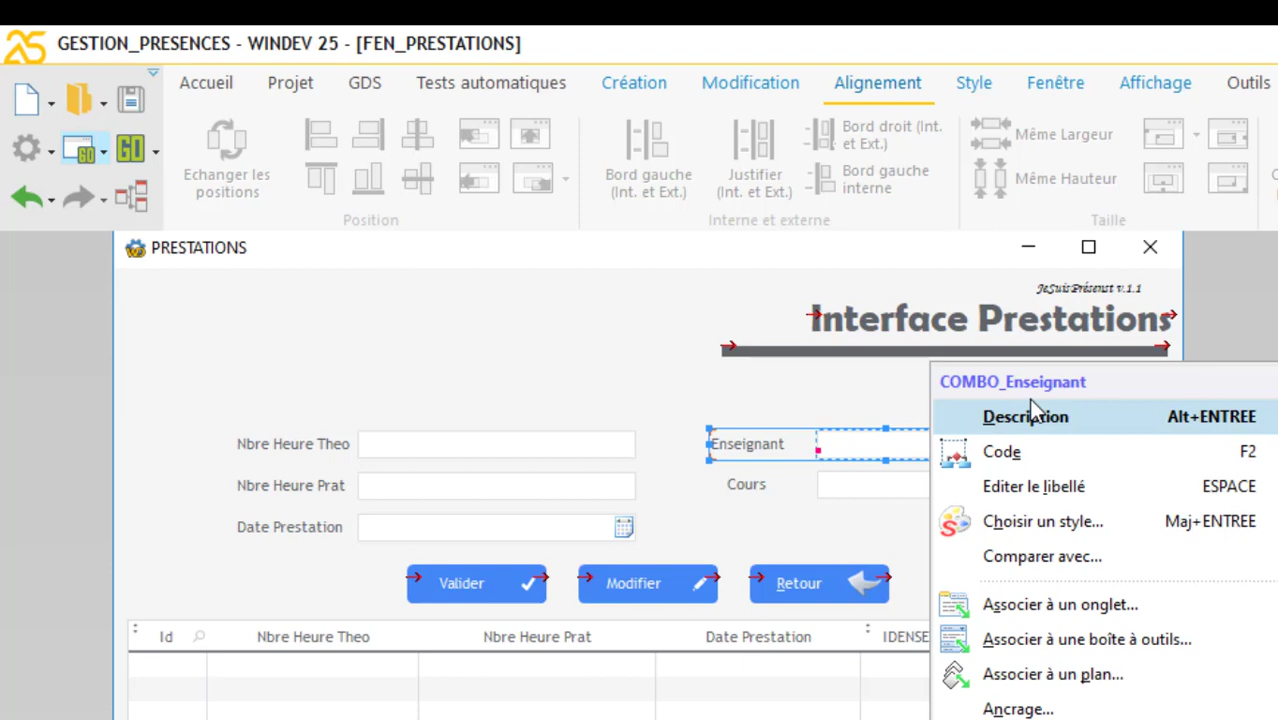 25 GESTION_PRESENCES - WINDEV 25 - [FEN_PRESTATIONS]
Accueil Projet GDS Tests automatiques Création Modification Alignement Style Fenêtre Affichage Outils
GO GO
Echanger les positions
Bord gauche (Int. et Ext.)
Justifier (Int. et Ext.)
Bord droit (Int. et Ext.)
Bord gauche interne
Même Largeur
Même Hauteur
Position Interne et externe Taille
PRESTATIONS
JeSuisPrésenst v.1.1
Interface Prestations
COMBO_Enseignant
Description Alt+ENTREE
Code F2
Editer le libellé ESPACE
Choisir un style... Maj+ENTREE
Comparer avec...
Associer à un onglet...
Associer à une boîte à outils...
Associer à un plan...
Ancrage...
Nbre Heure Theo Enseignant
Nbre Heure Prat Cours
Date Prestation
Valider Modifier Retour
Id Nbre Heure Theo Nbre Heure Prat Date Prestation IDENSE